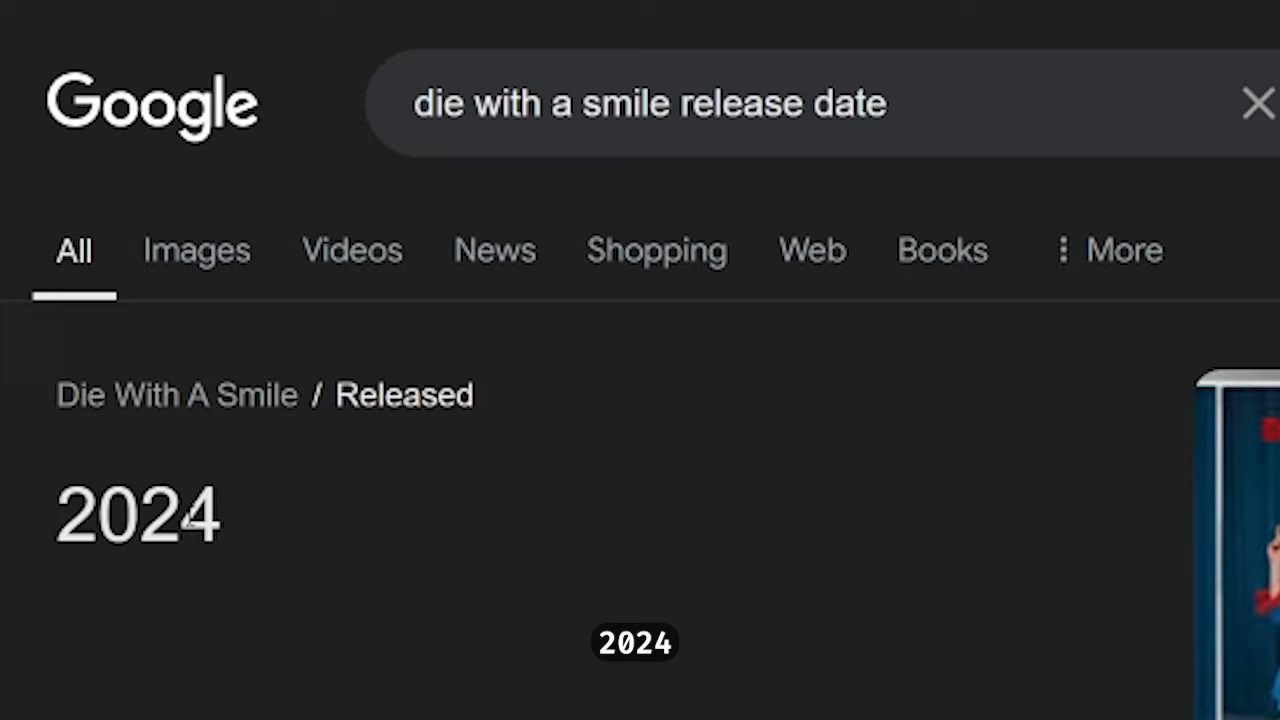 Google die with a smile release date
All Images Videos News Shopping Web Books More
Die With A Smile / Released
2024
2024